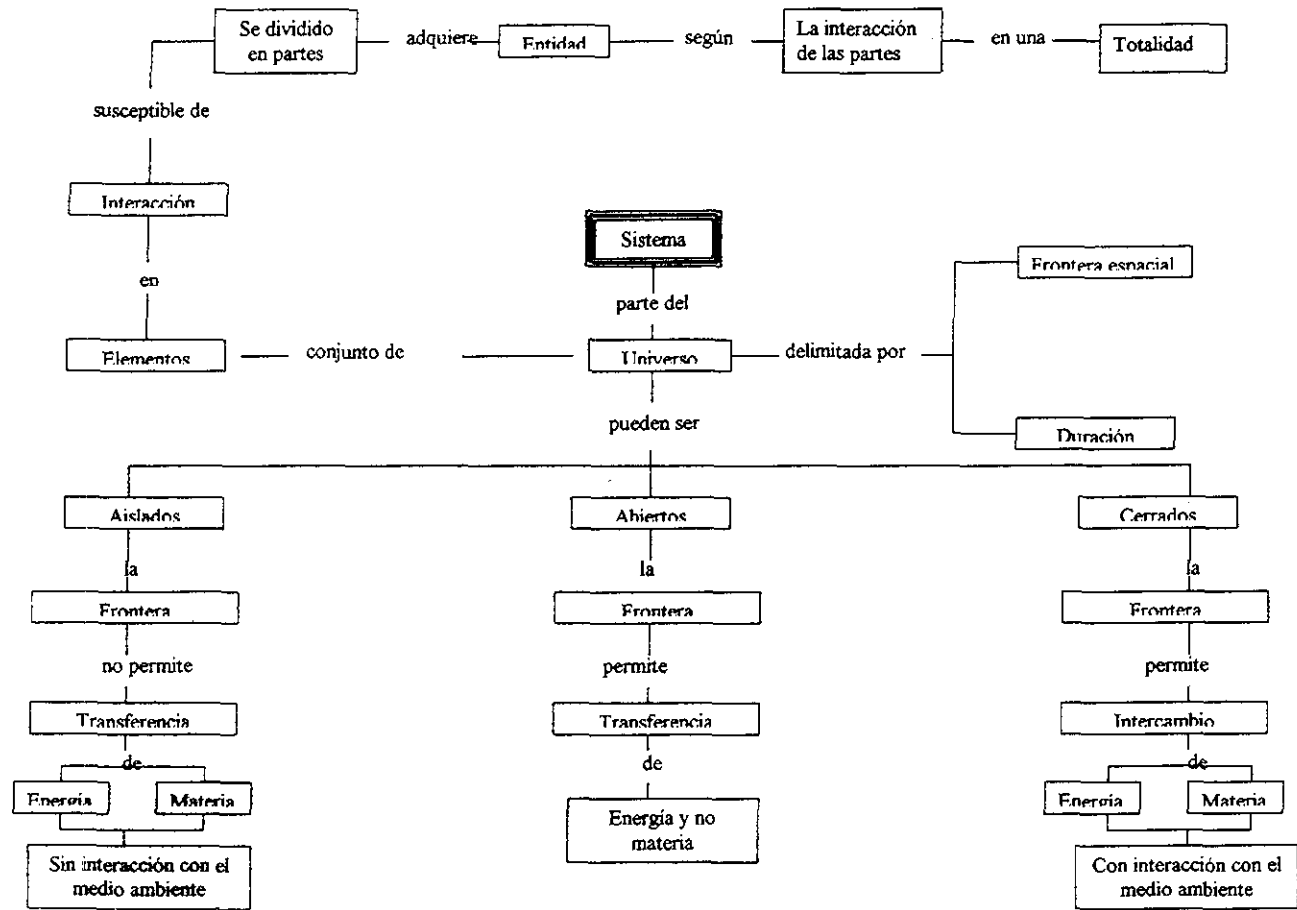 Se dividido
en partes
adquiere
Entidad
según
La interacción
de las partes
en una
Totalidad
susceptible de
Interacción
Sistema
Frontera espacial
en
parte del
Elementos
conjunto de
Universo
delimitada por
pueden ser
Duración
Aislados
Abiertos
Cerrados
la
la
la
Frontera
Frontera
Frontera
no permite
permite
permite
Transferencia
Transferencia
Intercambio
de
de
de
Energía
Materia
Energía y no
materia
Energía
Materia
Sin interacción con el
medio ambiente
Con interacción con el
medio ambiente